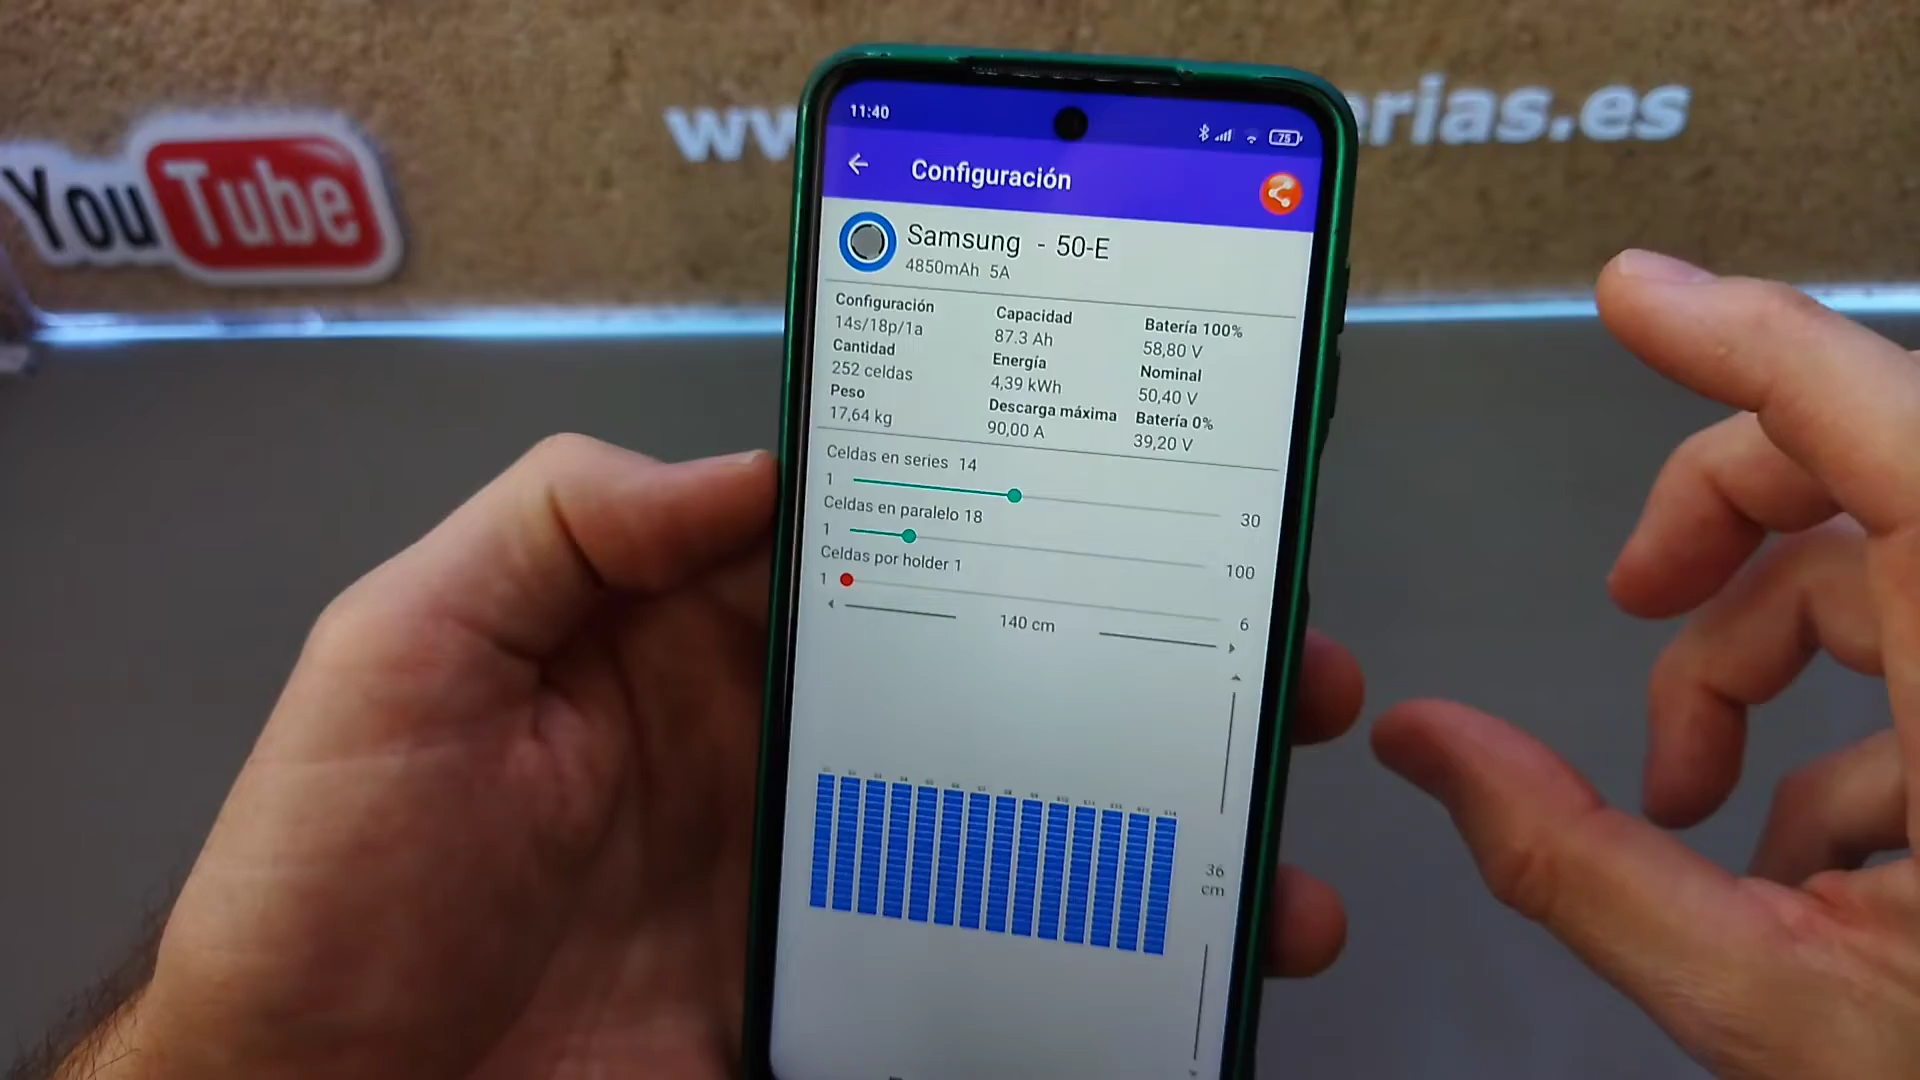 YouTube
11:40
75
Configuración
Samsung - 50-E
4850mAh 5A
Configuración
14s/18p/1a
Cantidad
252 celdas
Peso
17,64 kg
Capacidad
87.3 Ah
Energía
4,39 kWh
Descarga máxima
90,00 A
Batería 100%
58,80 V
Nominal
50,40 V
Batería 0%
39,20 V
Celdas en series 14
1
30
Celdas en paralelo 18
1
100
Celdas por holder 1
1
6
140 cm
36
cm